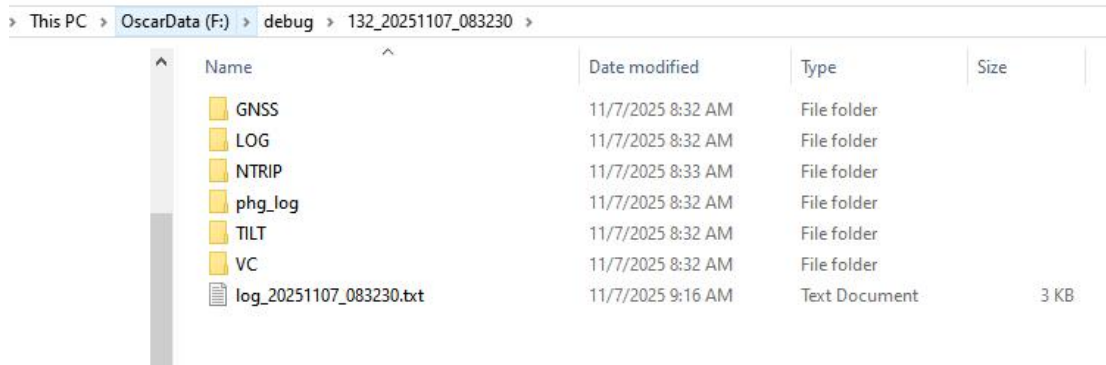 > This PC > OscarData (F:) > debug > 132_20251107_083230 >
Name Date modified Type Size
GNSS 11/7/2025 8:32 AM File folder
LOG 11/7/2025 8:32 AM File folder
NTRIP 11/7/2025 8:33 AM File folder
phg_log 11/7/2025 8:32 AM File folder
TILT 11/7/2025 8:32 AM File folder
VC 11/7/2025 8:32 AM File folder
log_20251107_083230.txt 11/7/2025 9:16 AM Text Document 3 KB